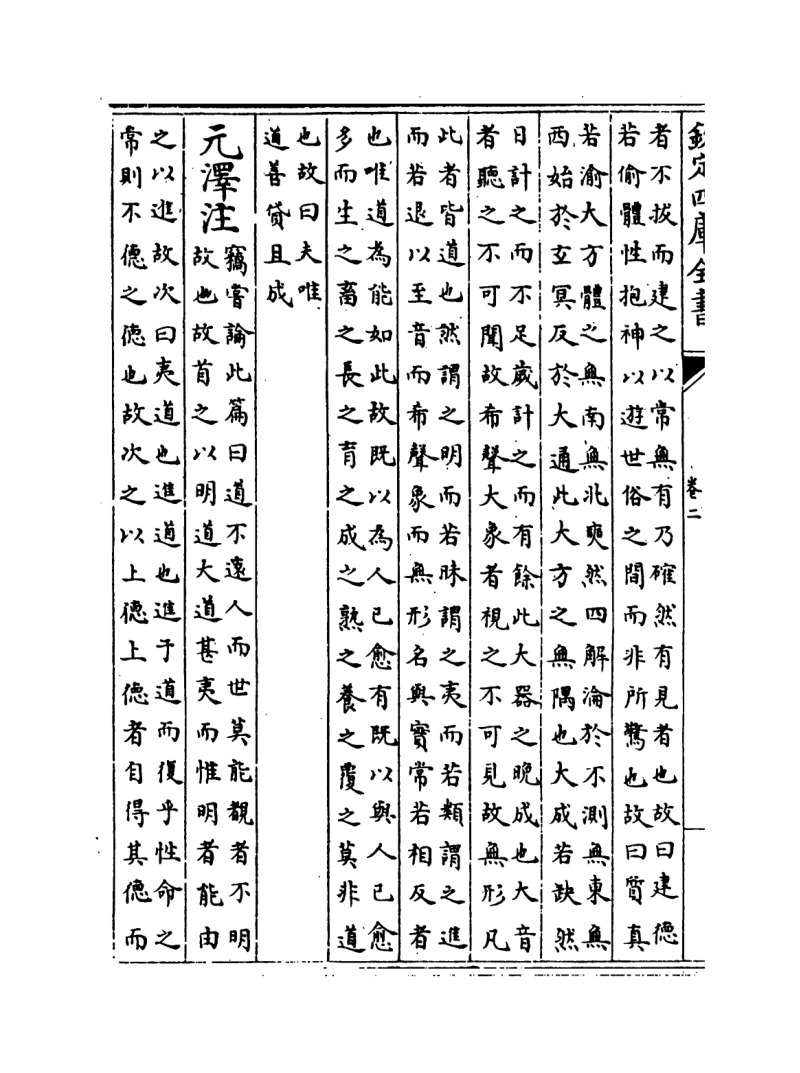 欽定四庫全書
卷二
者不拔而建之以常無有乃確然有見者也故曰建德
若偷體性抱神以遊世俗之間而非所驚也故曰質真
若渝大方體之無南無北奭然四解淪於不測無東無
西始於玄冥反於大通此大方之無隅也大成若缺然
日計之而不足歲計之而有餘此大器之晚成也大音
者聽之不可聞故希聲大象者視之不可見故無形凡
此者皆道也然謂之明而若昧謂之夷而若類謂之進
而若退以至音而希聲象而無形名與實常若相反者
也唯道為能如此故既以為人已愈有既以與人已愈
多而生之畜之長之育之成之熟之養之覆之莫非道
也故曰夫唯
道善貸且成
元澤注
竊嘗論此篇曰道不遠人而世莫能覩者不明
故也故首之以明道大道甚夷而惟明者能由
之以進故次曰夷道也進道也進于道而復乎性命之
常則不德之德也故次之以上德上德者自得其德而